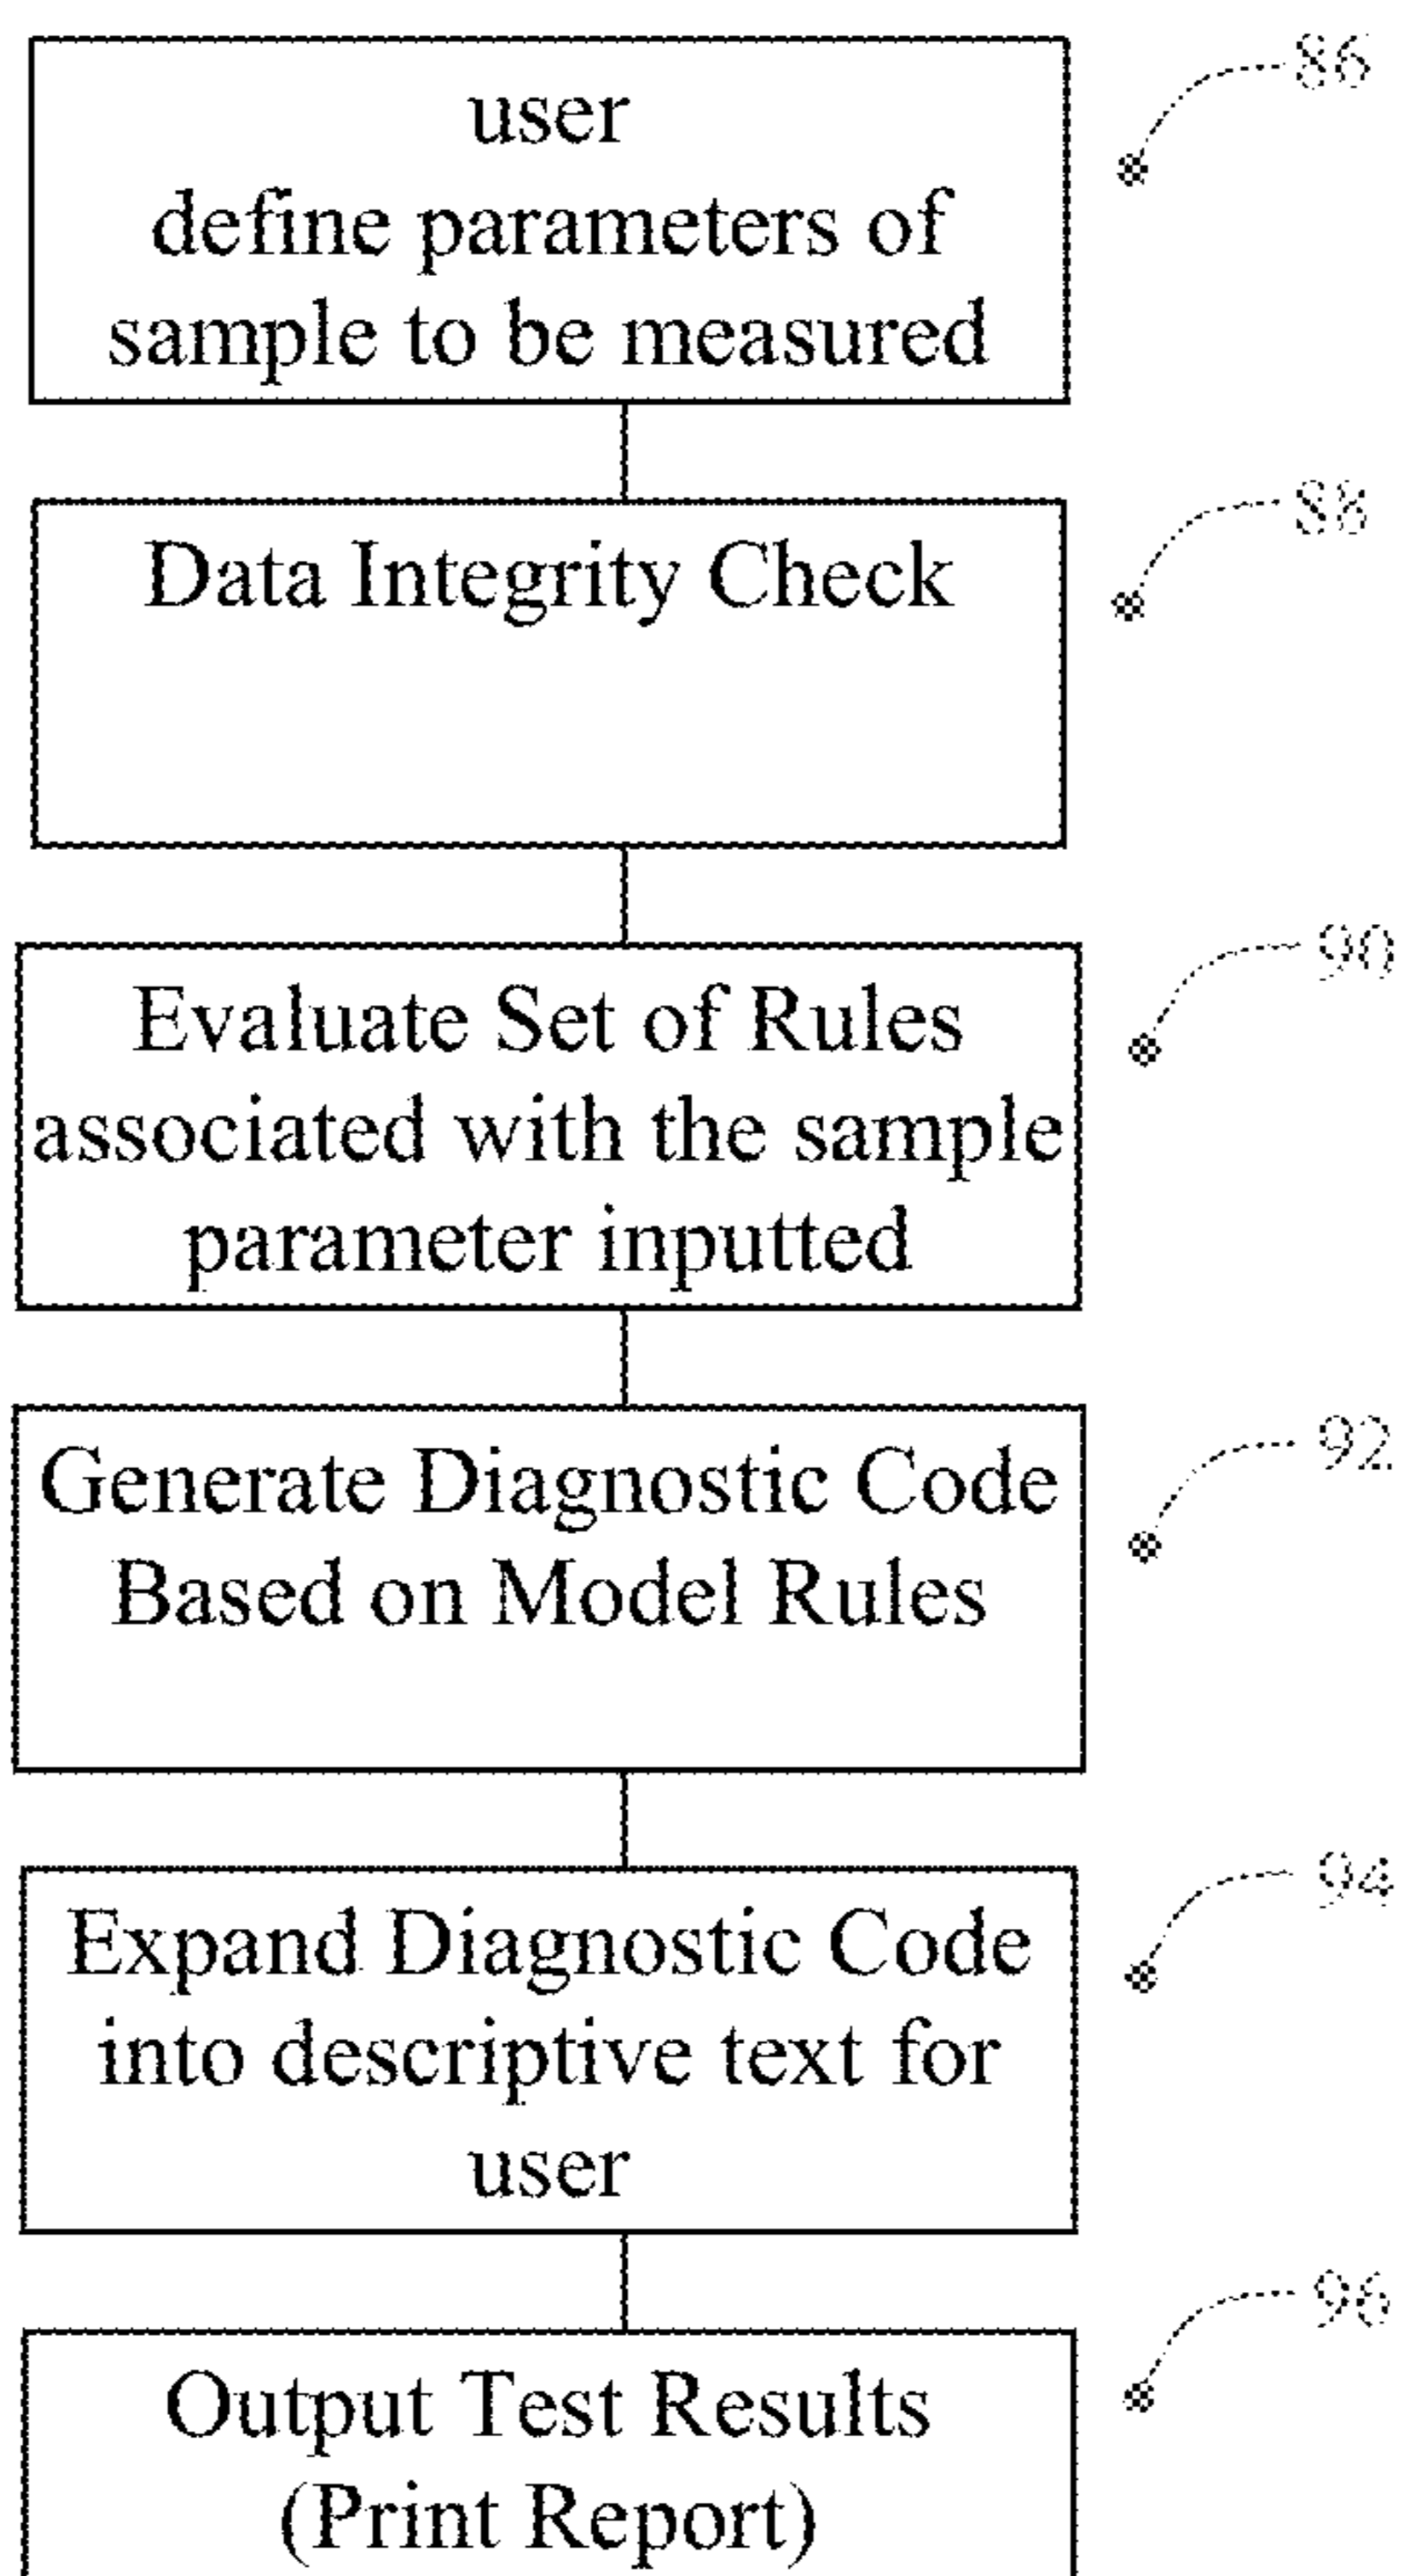 86
user
define parameters of
sample to be measured
88
Data Integrity Check
90
Evaluate Set of Rules
associated with the sample
parameter inputted
92
Generate Diagnostic Code
Based on Model Rules
94
Expand Diagnostic Code
into descriptive text for
user
96
Output Test Results
(Print Report)